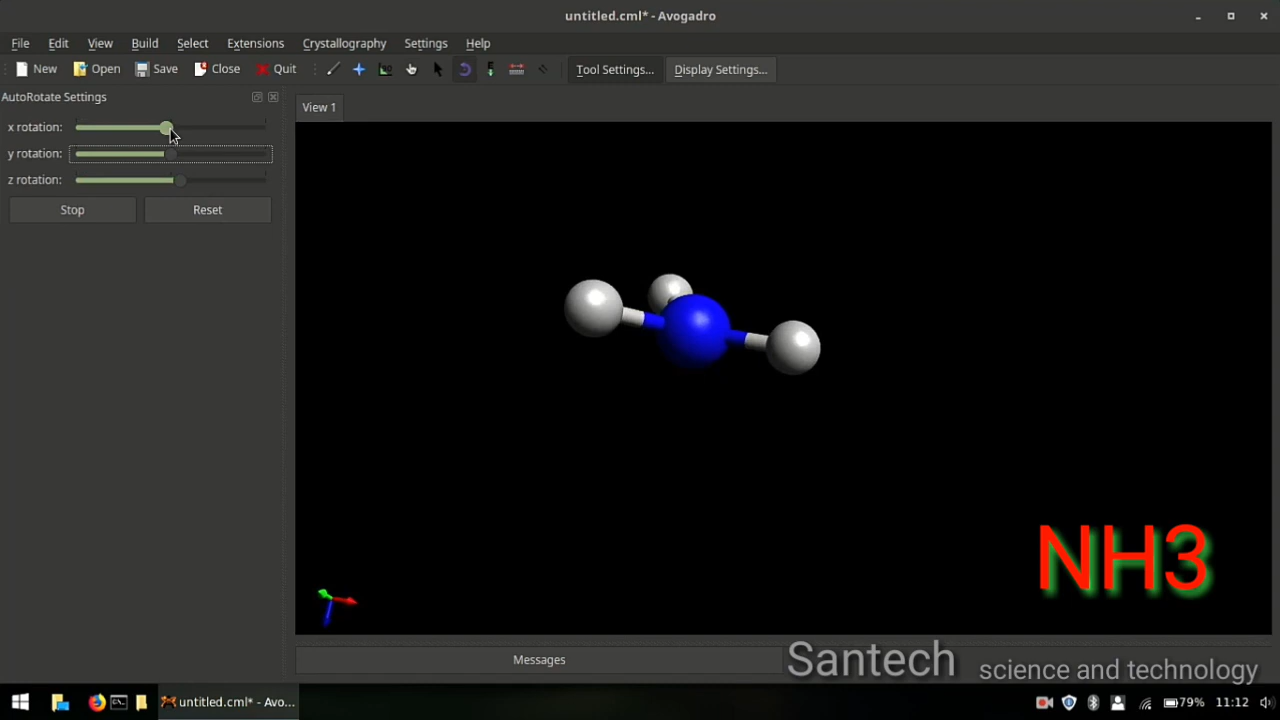 untitled.cml* - Avogadro
File Edit View Build Select Extensions Crystallography Settings Help
New Open Save Close Quit Tool Settings... Display Settings...
AutoRotate Settings
View 1
x rotation:
y rotation:
z rotation:
Stop Reset
NH3
Messages
Santech science and technology
untitled.cml* - Avo... 79% 11:12